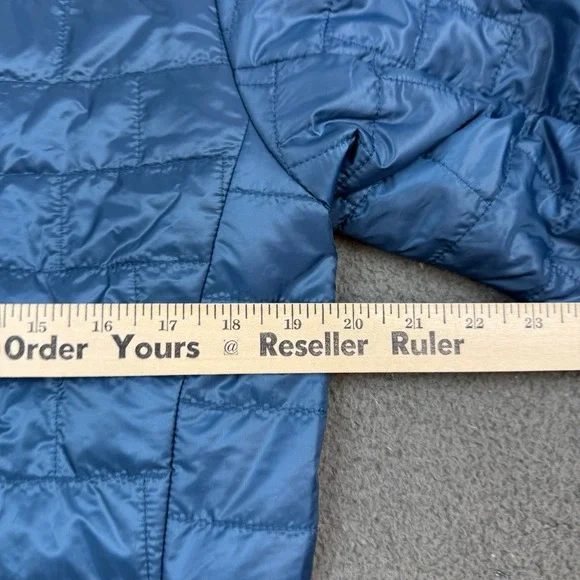 15 16 17 18 19 20 21 22 23
Order Yours @ Reseller Ruler